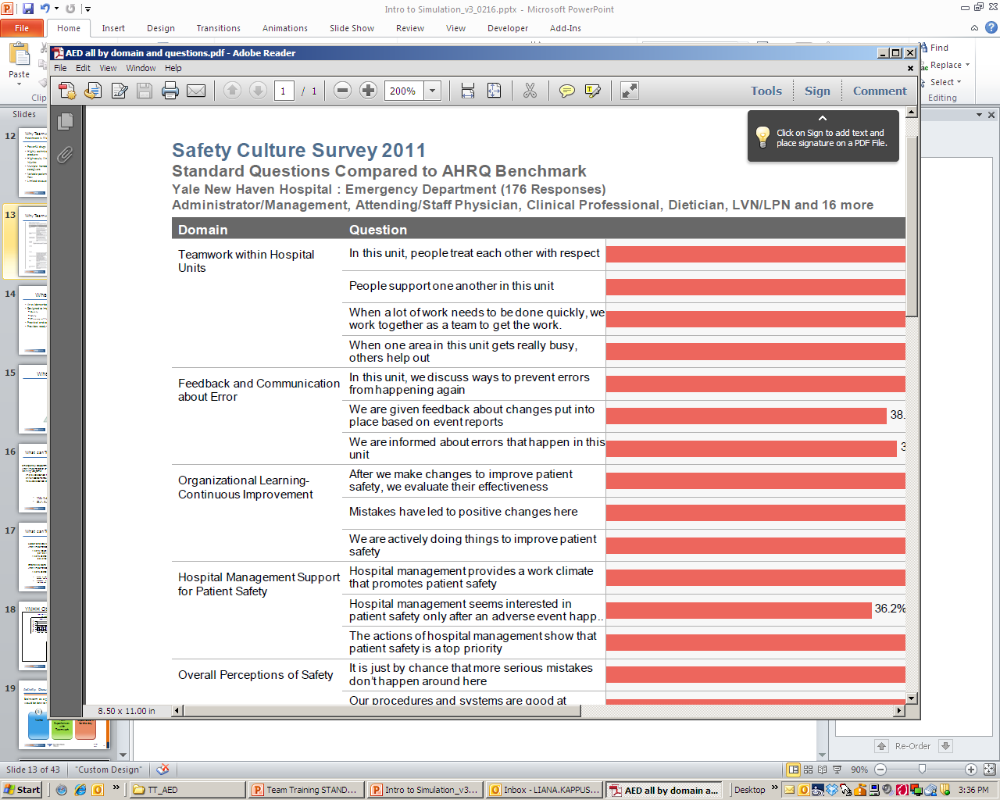 Intro to Simulation_v3_0216.pptx - Microsoft PowerPoint
File Home Insert Design Transitions Animations Slide Show Review View Developer Add-Ins
Paste
Find
Replace
Select
Editing
AED all by domain and questions.pdf - Adobe Reader
File Edit View Window Help
1 / 1 200% Tools Sign Comment
Click on Sign to add text and
place signature on a PDF File.
Slides
12
13
14
15
16
17
18
19
Safety Culture Survey 2011
Standard Questions Compared to AHRQ Benchmark
Yale New Haven Hospital : Emergency Department (176 Responses)
Administrator/Management, Attending/Staff Physician, Clinical Professional, Dietician, LVN/LPN and 16 more
Domain Question
Teamwork within Hospital
Units
In this unit, people treat each other with respect
People support one another in this unit
When a lot of work needs to be done quickly, we
work together as a team to get the work.
When one area in this unit gets really busy,
others help out
Feedback and Communication
about Error
In this unit, we discuss ways to prevent errors
from happening again
We are given feedback about changes put into
place based on event reports
38.
We are informed about errors that happen in this
unit
Organizational Learning-
Continuous Improvement
After we make changes to improve patient
safety, we evaluate their effectiveness
Mistakes have led to positive changes here
We are actively doing things to improve patient
safety
Hospital Management Support
for Patient Safety
Hospital management provides a work climate
that promotes patient safety
Hospital management seems interested in
patient safety only after an adverse event happ..
36.2%
The actions of hospital management show that
patient safety is a top priority
Overall Perceptions of Safety
It is just by chance that more serious mistakes
don't happen around here
Our procedures and systems are good at
8.50 x 11.00 in
Re-Order
Slide 13 of 43 "Custom Design" 90%
Start TT_AED Team Training STAND... Intro to Simulation_v3... Inbox - LIANA.KAPPUS... AED all by domain a... Desktop 3:36 PM